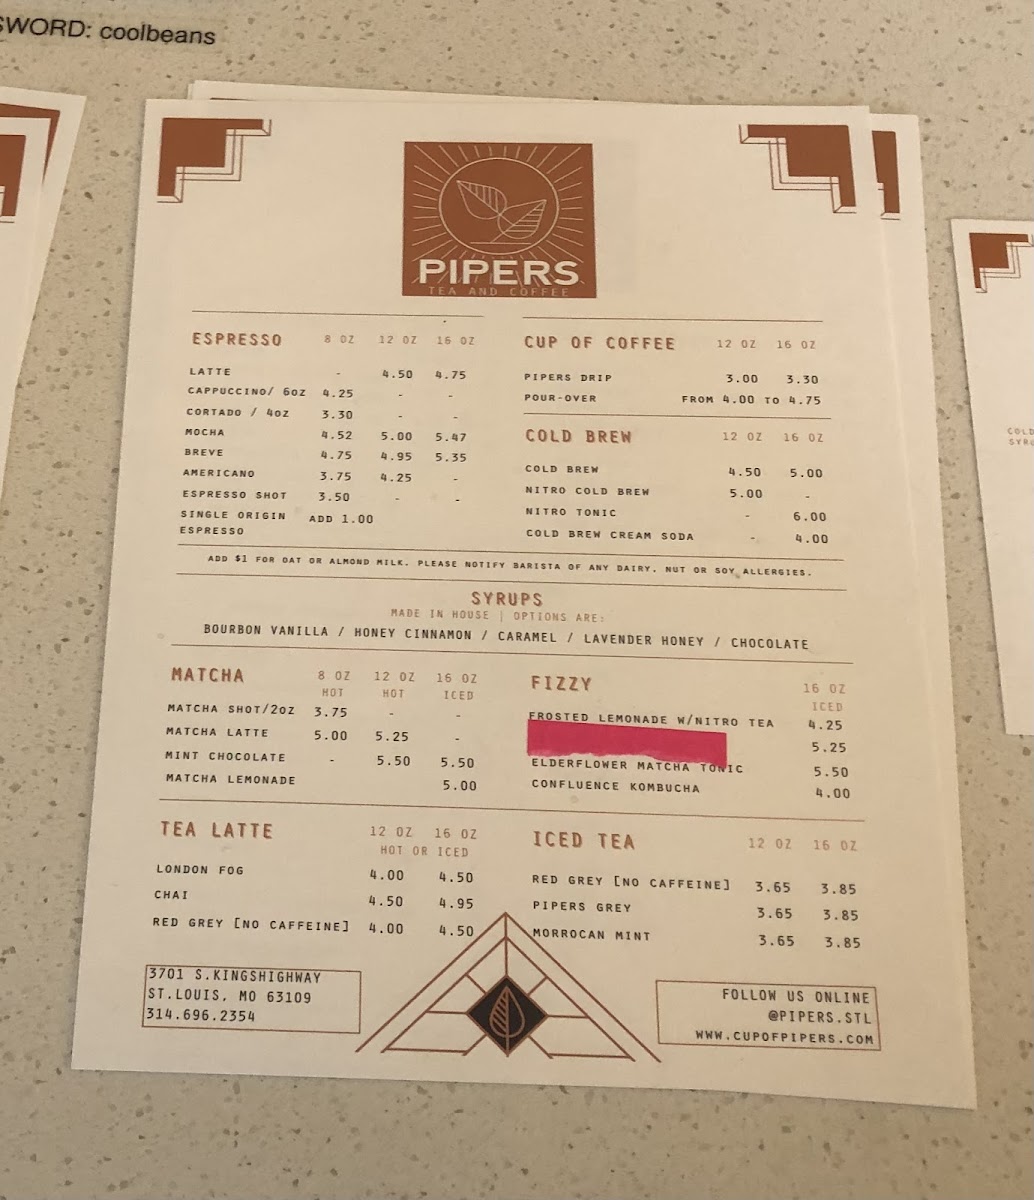 SWORD: coolbeans
PIPERS
TEA AND COFFEE
ESPRESSO 8 OZ 12 OZ 16 OZ
LATTE - 4.50 4.75
CAPPUCCINO/ 6OZ 4.25 - -
CORTADO / 4OZ 3.30 - -
MOCHA 4.52 5.00 5.47
BREVE 4.75 4.95 5.35
AMERICANO 3.75 4.25 -
ESPRESSO SHOT 3.50 - -
SINGLE ORIGIN ADD 1.00
ESPRESSO
CUP OF COFFEE 12 OZ 16 OZ
PIPERS DRIP 3.00 3.30
POUR-OVER FROM 4.00 TO 4.75
COLD BREW 12 OZ 16 OZ
COLD BREW 4.50 5.00
NITRO COLD BREW 5.00 -
NITRO TONIC - 6.00
COLD BREW CREAM SODA - 4.00
ADD $1 FOR OAT OR ALMOND MILK. PLEASE NOTIFY BARISTA OF ANY DAIRY, NUT OR SOY ALLERGIES.
SYRUPS
MADE IN HOUSE | OPTIONS ARE:
BOURBON VANILLA / HONEY CINNAMON / CARAMEL / LAVENDER HONEY / CHOCOLATE
MATCHA 8 OZ 12 OZ 16 OZ
HOT HOT ICED
MATCHA SHOT/2OZ 3.75 - -
MATCHA LATTE 5.00 5.25 -
MINT CHOCOLATE - 5.50 5.50
MATCHA LEMONADE 5.00
FIZZY 16 OZ
ICED
FROSTED LEMONADE W/NITRO TEA 4.25
5.25
ELDERFLOWER MATCHA TONIC 5.50
CONFLUENCE KOMBUCHA 4.00
TEA LATTE 12 OZ 16 OZ
HOT OR ICED
LONDON FOG 4.00 4.50
CHAI 4.50 4.95
RED GREY [NO CAFFEINE] 4.00 4.50
ICED TEA 12 OZ 16 OZ
RED GREY [NO CAFFEINE] 3.65 3.85
PIPERS GREY 3.65 3.85
MORROCAN MINT 3.65 3.85
3701 S.KINGSHIGHWAY
ST.LOUIS, MO 63109
314.696.2354
FOLLOW US ONLINE
@PIPERS.STL
WWW.CUPOFPIPERS.COM
COLD
SYRU